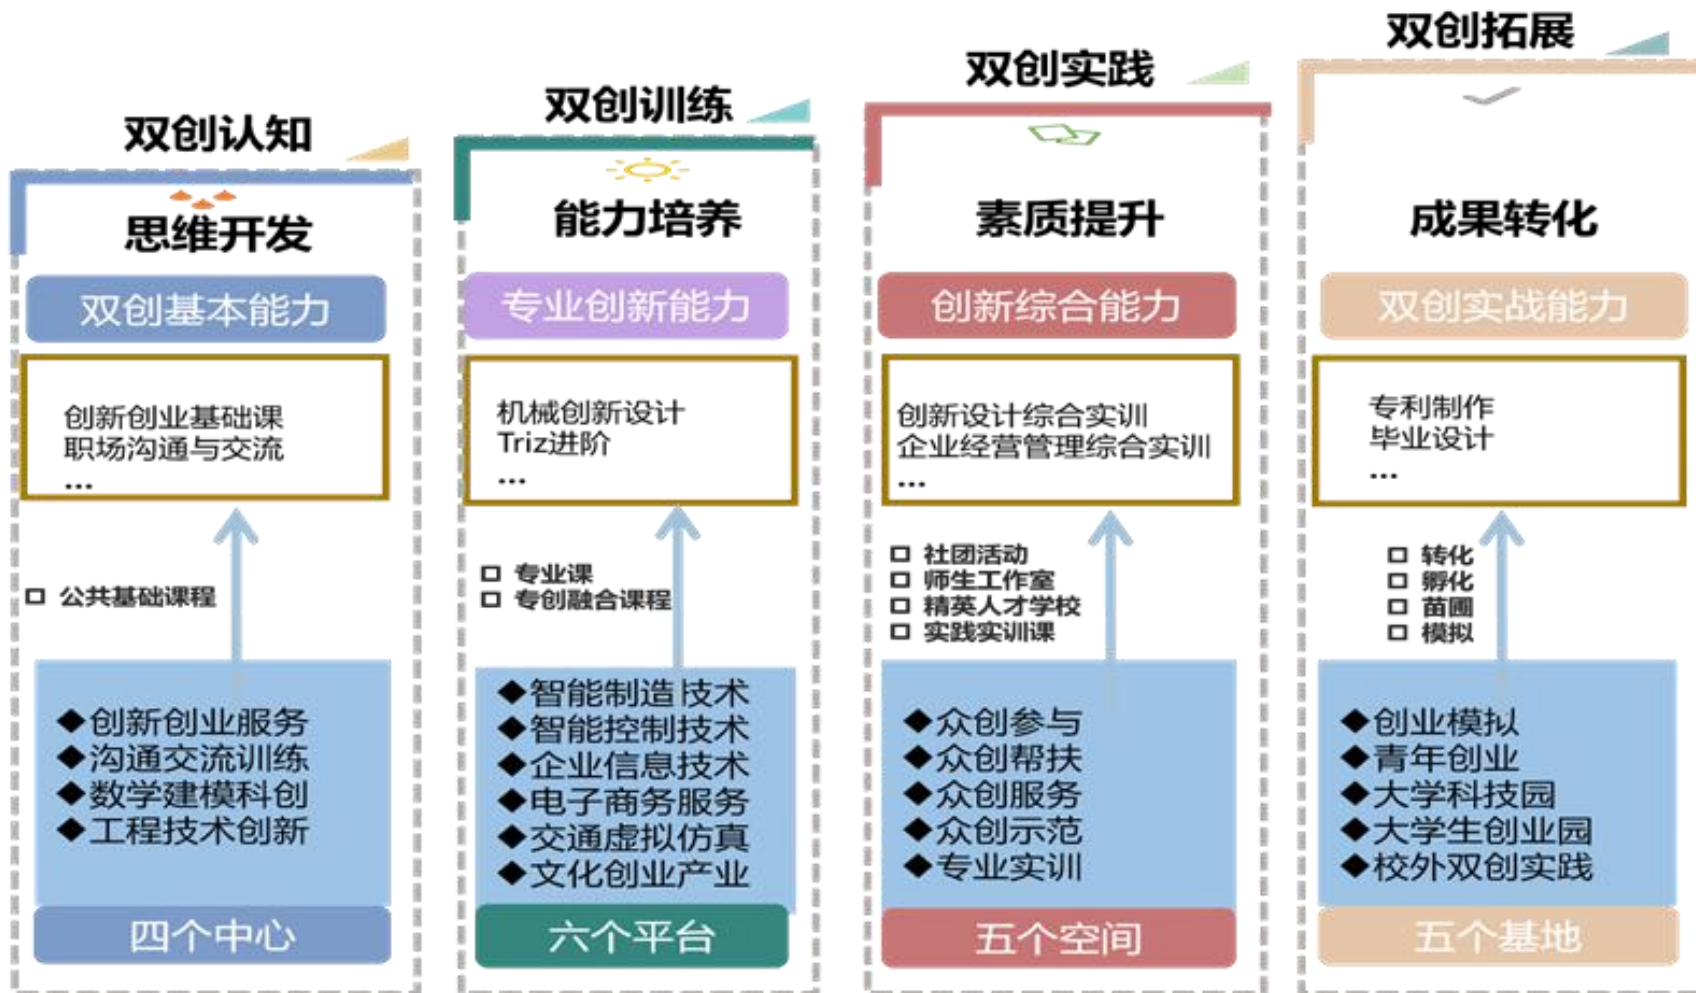 双创认知
思维开发
双创基本能力
创新创业基础课
职场沟通与交流
...
公共基础课程
◆创新创业服务
◆沟通交流训练
◆数学建模科创
◆工程技术创新
四个中心
双创训练
能力培养
专业创新能力
机械创新设计
Triz进阶
...
专业课
专创融合课程
◆智能制造技术
◆智能控制技术
◆企业信息技术
◆电子商务服务
◆交通虚拟仿真
◆文化创业产业
六个平台
双创实践
素质提升
创新综合能力
创新设计综合实训
企业经营管理综合实训
...
社团活动
师生工作室
精英人才学校
实践实训课
◆众创参与
◆众创帮扶
◆众创服务
◆众创示范
◆专业实训
五个空间
双创拓展
成果转化
双创实战能力
专利制作
毕业设计
...
转化
孵化
苗圃
模拟
◆创业模拟
◆青年创业
◆大学科技园
◆大学生创业园
◆校外双创实践
五个基地